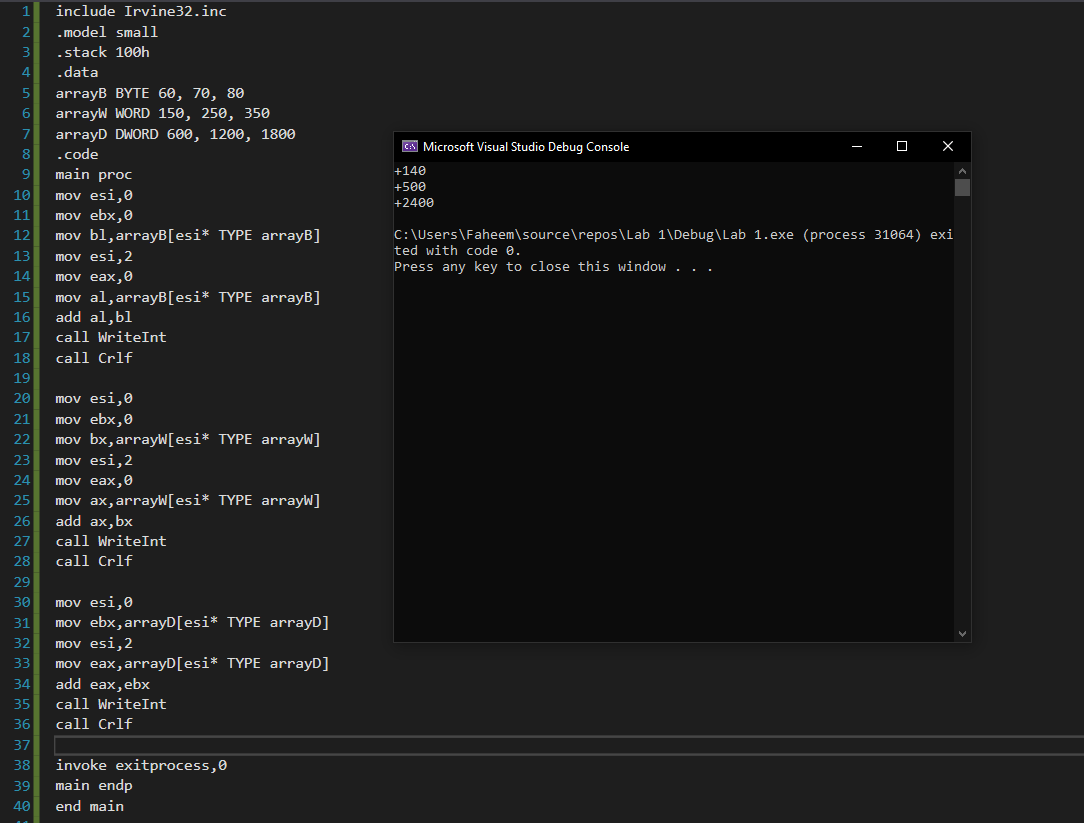 1 include Irvine32.inc
2 .model small
3 .stack 100h
4 .data
5 arrayB BYTE 60, 70, 80
6 arrayW WORD 150, 250, 350
7 arrayD DWORD 600, 1200, 1800
8 .code
9 main proc
10 mov esi,0
11 mov ebx,0
12 mov bl,arrayB[esi* TYPE arrayB]
13 mov esi,2
14 mov eax,0
15 mov al,arrayB[esi* TYPE arrayB]
16 add al,bl
17 call WriteInt
18 call Crlf
19
20 mov esi,0
21 mov ebx,0
22 mov bx,arrayW[esi* TYPE arrayW]
23 mov esi,2
24 mov eax,0
25 mov ax,arrayW[esi* TYPE arrayW]
26 add ax,bx
27 call WriteInt
28 call Crlf
29
30 mov esi,0
31 mov ebx,arrayD[esi* TYPE arrayD]
32 mov esi,2
33 mov eax,arrayD[esi* TYPE arrayD]
34 add eax,ebx
35 call WriteInt
36 call Crlf
37
38 invoke exitprocess,0
39 main endp
40 end main
Microsoft Visual Studio Debug Console
+140
+500
+2400
C:\Users\Faheem\source\repos\Lab 1\Debug\Lab 1.exe (process 31064) exi
ted with code 0.
Press any key to close this window . . .